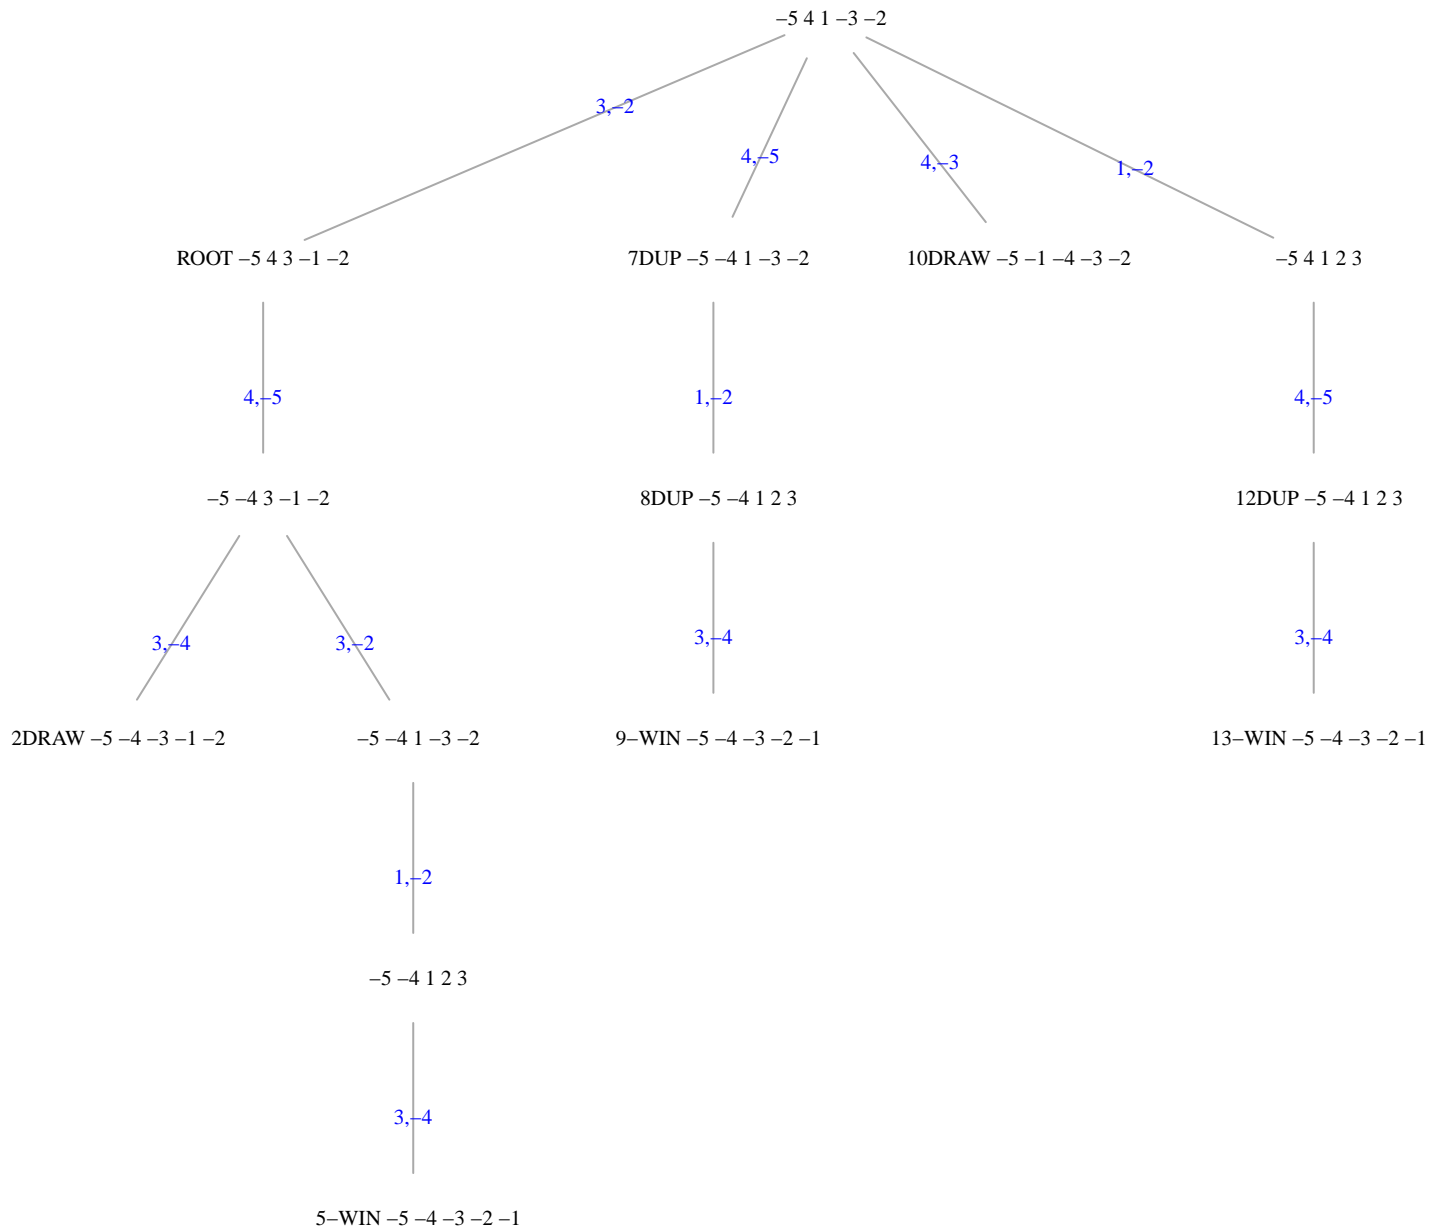 −5 4 1 −3 −2
3,−2
4,−5
4,−3
1,−2
ROOT −5 4 3 −1 −2
7DUP −5 −4 1 −3 −2
10DRAW −5 −1 −4 −3 −2
−5 4 1 2 3
4,−5
1,−2
4,−5
−5 −4 3 −1 −2
8DUP −5 −4 1 2 3
12DUP −5 −4 1 2 3
3,−4
3,−2
3,−4
3,−4
2DRAW −5 −4 −3 −1 −2
−5 −4 1 −3 −2
9−WIN −5 −4 −3 −2 −1
13−WIN −5 −4 −3 −2 −1
1,−2
−5 −4 1 2 3
3,−4
5−WIN −5 −4 −3 −2 −1